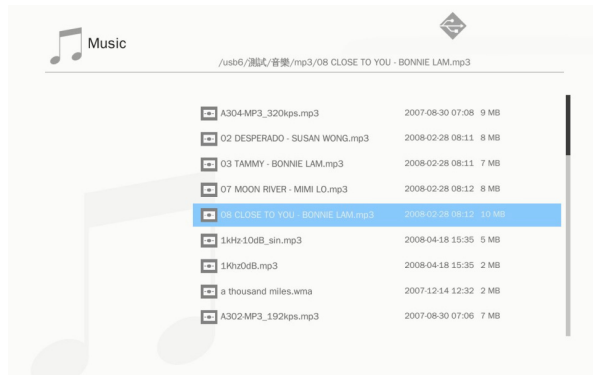 Music
/usb6/測試/音樂/mp3/08 CLOSE TO YOU - BONNIE LAM.mp3
A304-MP3_320kps.mp3 2007-08-30 07:08 9 MB
02 DESPERADO - SUSAN WONG.mp3 2008-02-28 08:11 8 MB
03 TAMMY - BONNIE LAM.mp3 2008-02-28 08:11 7 MB
07 MOON RIVER - MIMI LO.mp3 2008-02-28 08:12 8 MB
08 CLOSE TO YOU - BONNIE LAM.mp3 2008-02-28 08:12 10 MB
1kHz-10dB_sin.mp3 2008-04-18 15:35 5 MB
1Khz0dB.mp3 2008-04-18 15:35 2 MB
a thousand miles.wma 2007-12-14 12:32 2 MB
A302-MP3_192kps.mp3 2007-08-30 07:06 7 MB